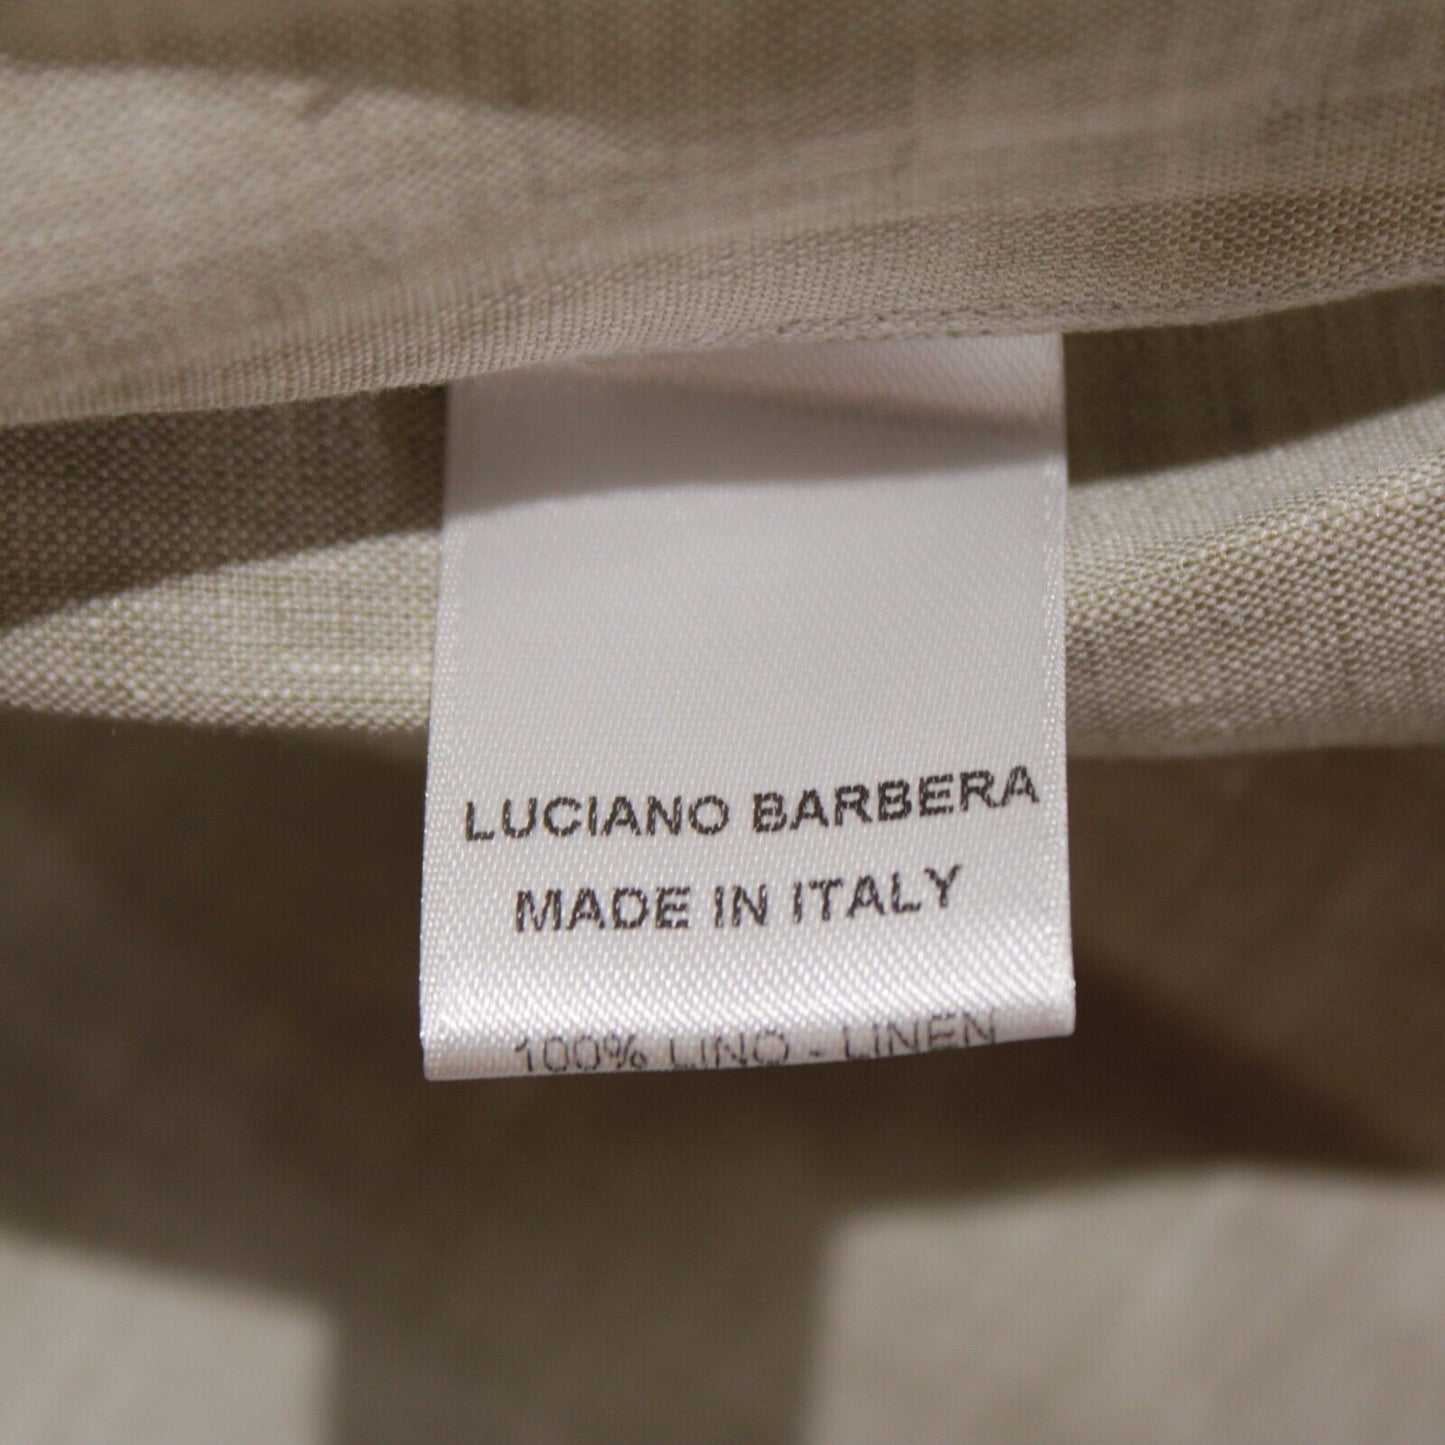 LUCIANO BARBERA
MADE IN ITALY
100% LINO - LINEN